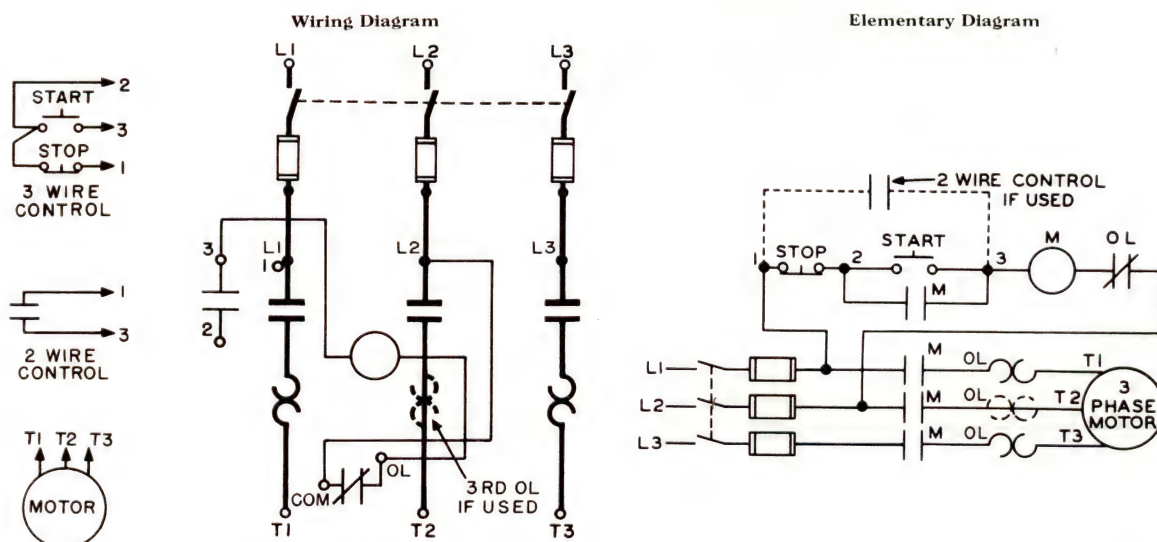 Wiring Diagram
Elementary Diagram
2
START
3
STOP
1
3 WIRE
CONTROL
1
3
2 WIRE
CONTROL
T1 T2 T3
MOTOR
L1
L2
L3
3
L1
1
L2
L3
2
OL
COM
3 RD OL
IF USED
T1
T2
T3
2 WIRE CONTROL
IF USED
1 STOP 2 START 3 M OL
M
L1 M OL T1
L2 M OL T2
L3 M OL T3
3
PHASE
MOTOR